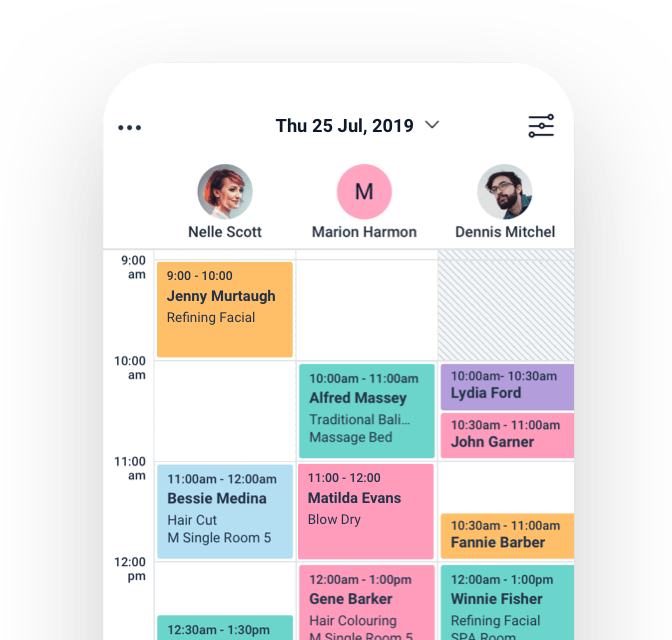 Thu 25 Jul, 2019
M
Nelle Scott
Marion Harmon
Dennis Mitchel
9:00
am
9:00 - 10:00
Jenny Murtaugh
Refining Facial
10:00
am
10:00am - 11:00am
Alfred Massey
Traditional Bali...
Massage Bed
10:00am- 10:30am
Lydia Ford
10:30am - 11:00am
John Garner
11:00
am
11:00am - 12:00am
Bessie Medina
Hair Cut
M Single Room 5
11:00 - 12:00
Matilda Evans
Blow Dry
10:30am - 11:00am
Fannie Barber
12:00
pm
12:00am - 1:00pm
Gene Barker
Hair Colouring
M Single Room 5
12:00am - 1:00pm
Winnie Fisher
Refining Facial
SPA Room
12:30am - 1:30pm